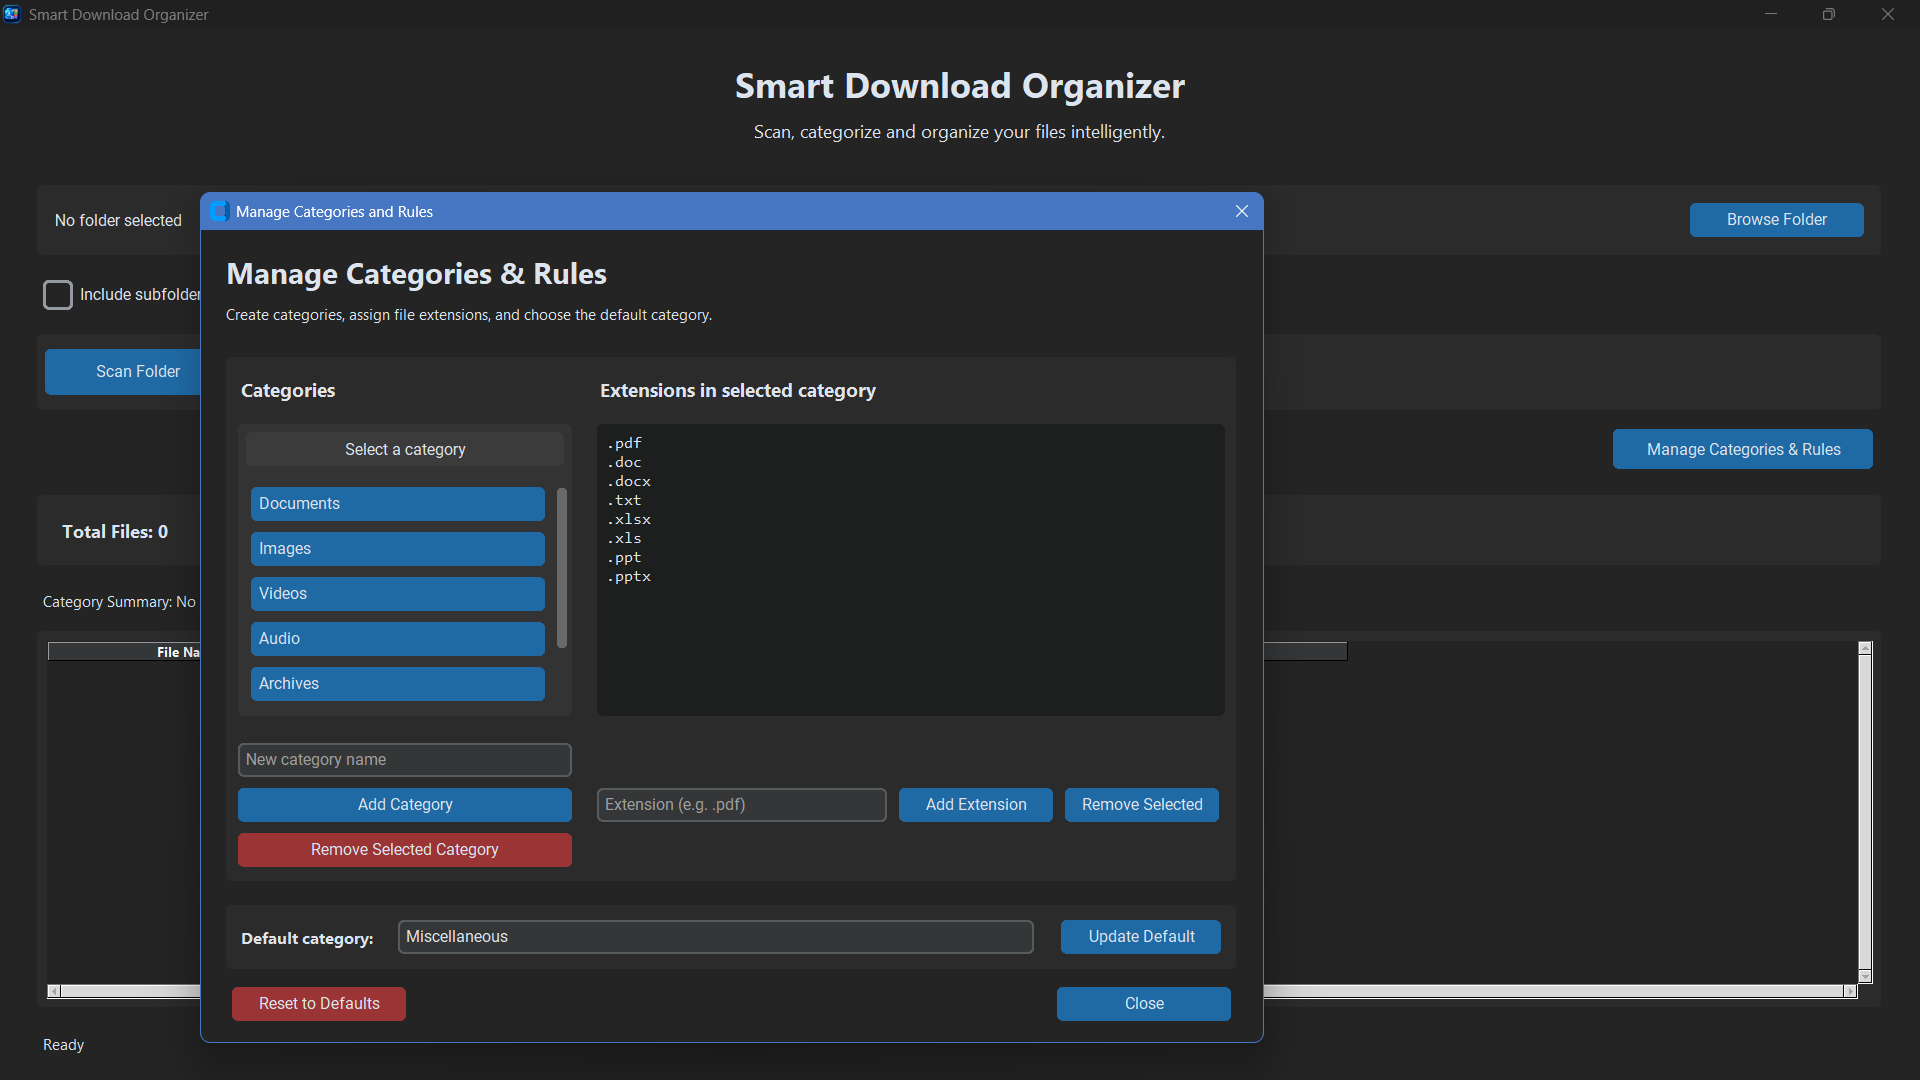 Smart Download Organizer
Smart Download Organizer
Scan, categorize and organize your files intelligently.
No folder selected
Browse Folder
Include subfolder
Scan Folder
Manage Categories & Rules
Total Files: 0
Category Summary: No
File Na
Ready
Manage Categories and Rules
Manage Categories & Rules
Create categories, assign file extensions, and choose the default category.
Categories
Select a category
Documents
Images
Videos
Audio
Archives
New category name
Add Category
Remove Selected Category
Extensions in selected category
.pdf
.doc
.docx
.txt
.xlsx
.xls
.ppt
.pptx
Extension (e.g. .pdf)
Add Extension
Remove Selected
Default category:
Miscellaneous
Update Default
Reset to Defaults
Close